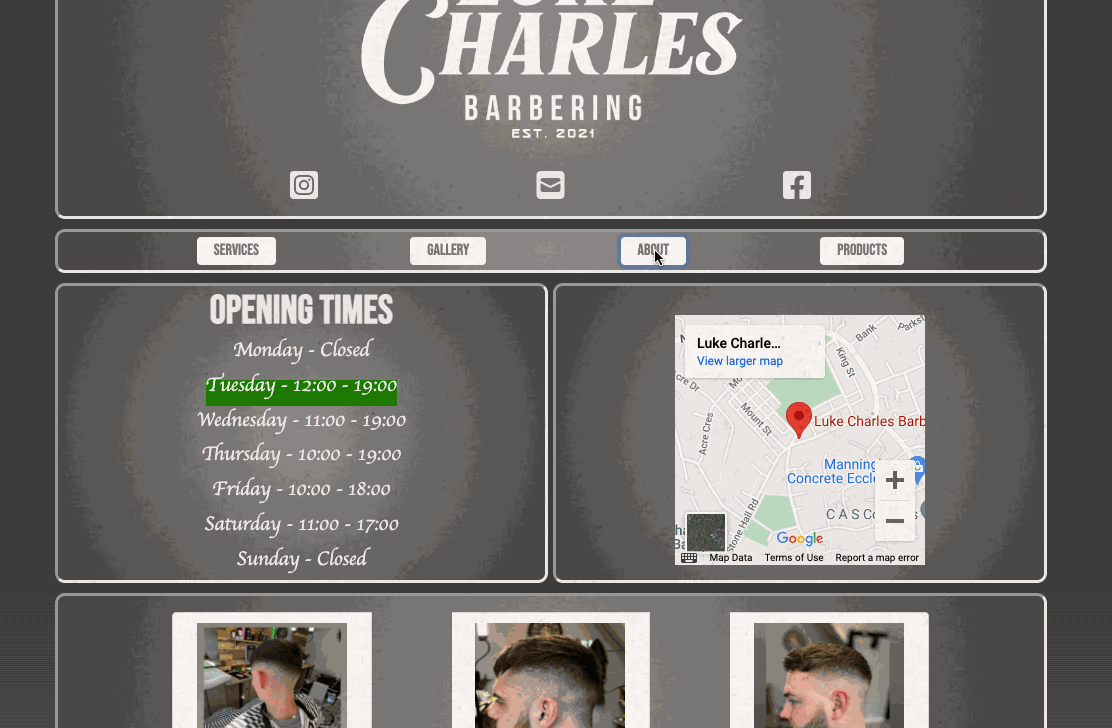 CHARLES
BARBERING
EST. 2021
SERVICES
GALLERY
ABOUT
PRODUCTS
OPENING TIMES
Monday - Closed
Tuesday - 12:00 - 19:00
Wednesday - 11:00 - 19:00
Thursday - 10:00 - 19:00
Friday - 10:00 - 18:00
Saturday - 11:00 - 17:00
Sunday - Closed
Luke Charle...
View larger map
Bank
Parkst
King St
Acre Cres
Mount St
Luke Charles Barb
Manning
Concrete Eccle
C A S Co
stone Hall Rd
Google
Map Data
Terms of Use
Report a map error